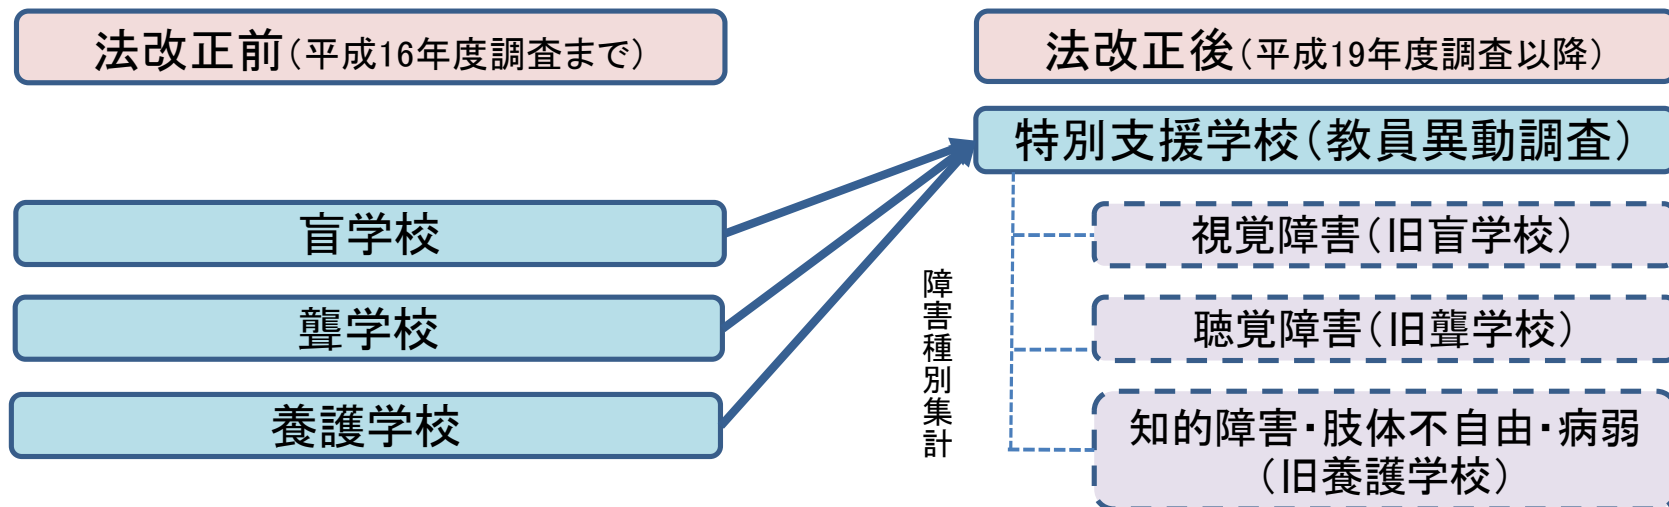 法改正前(平成16年度調査まで)
盲学校
聾学校
養護学校
法改正後(平成19年度調査以降)
特別支援学校(教員異動調査)
障害種別集計
視覚障害(旧盲学校)
聴覚障害(旧聾学校)
知的障害・肢体不自由・病弱
(旧養護学校)